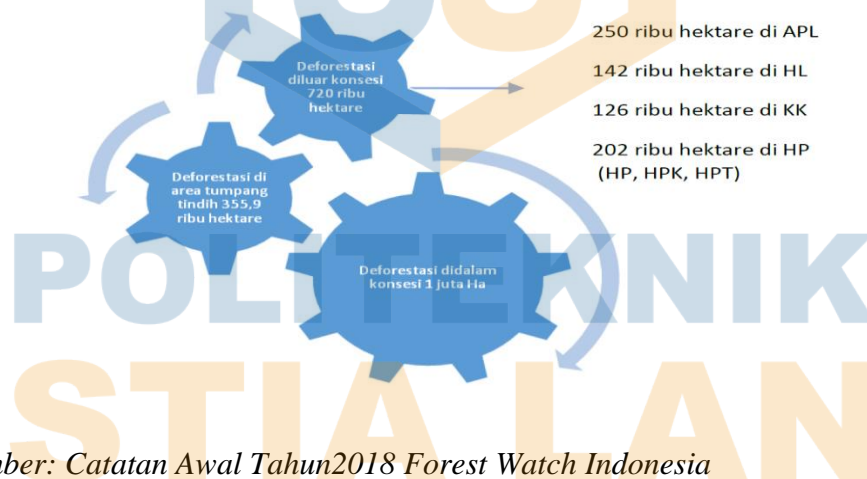 250 ribu hektare di APL
142 ribu hektare di HL
126 ribu hektare di KK
202 ribu hektare di HP
(HP, HPK, HPT)
Deforestasi
diluar konsesi
720 ribu
hektare
Deforestasi di
area tumpang
tindih 355,9
ribu hektare
Deforestasi didalam
konsesi 1 juta Ha
POLITEKNIK
STIA LAN
mber: Catatan Awal Tahun2018 Forest Watch Indonesia